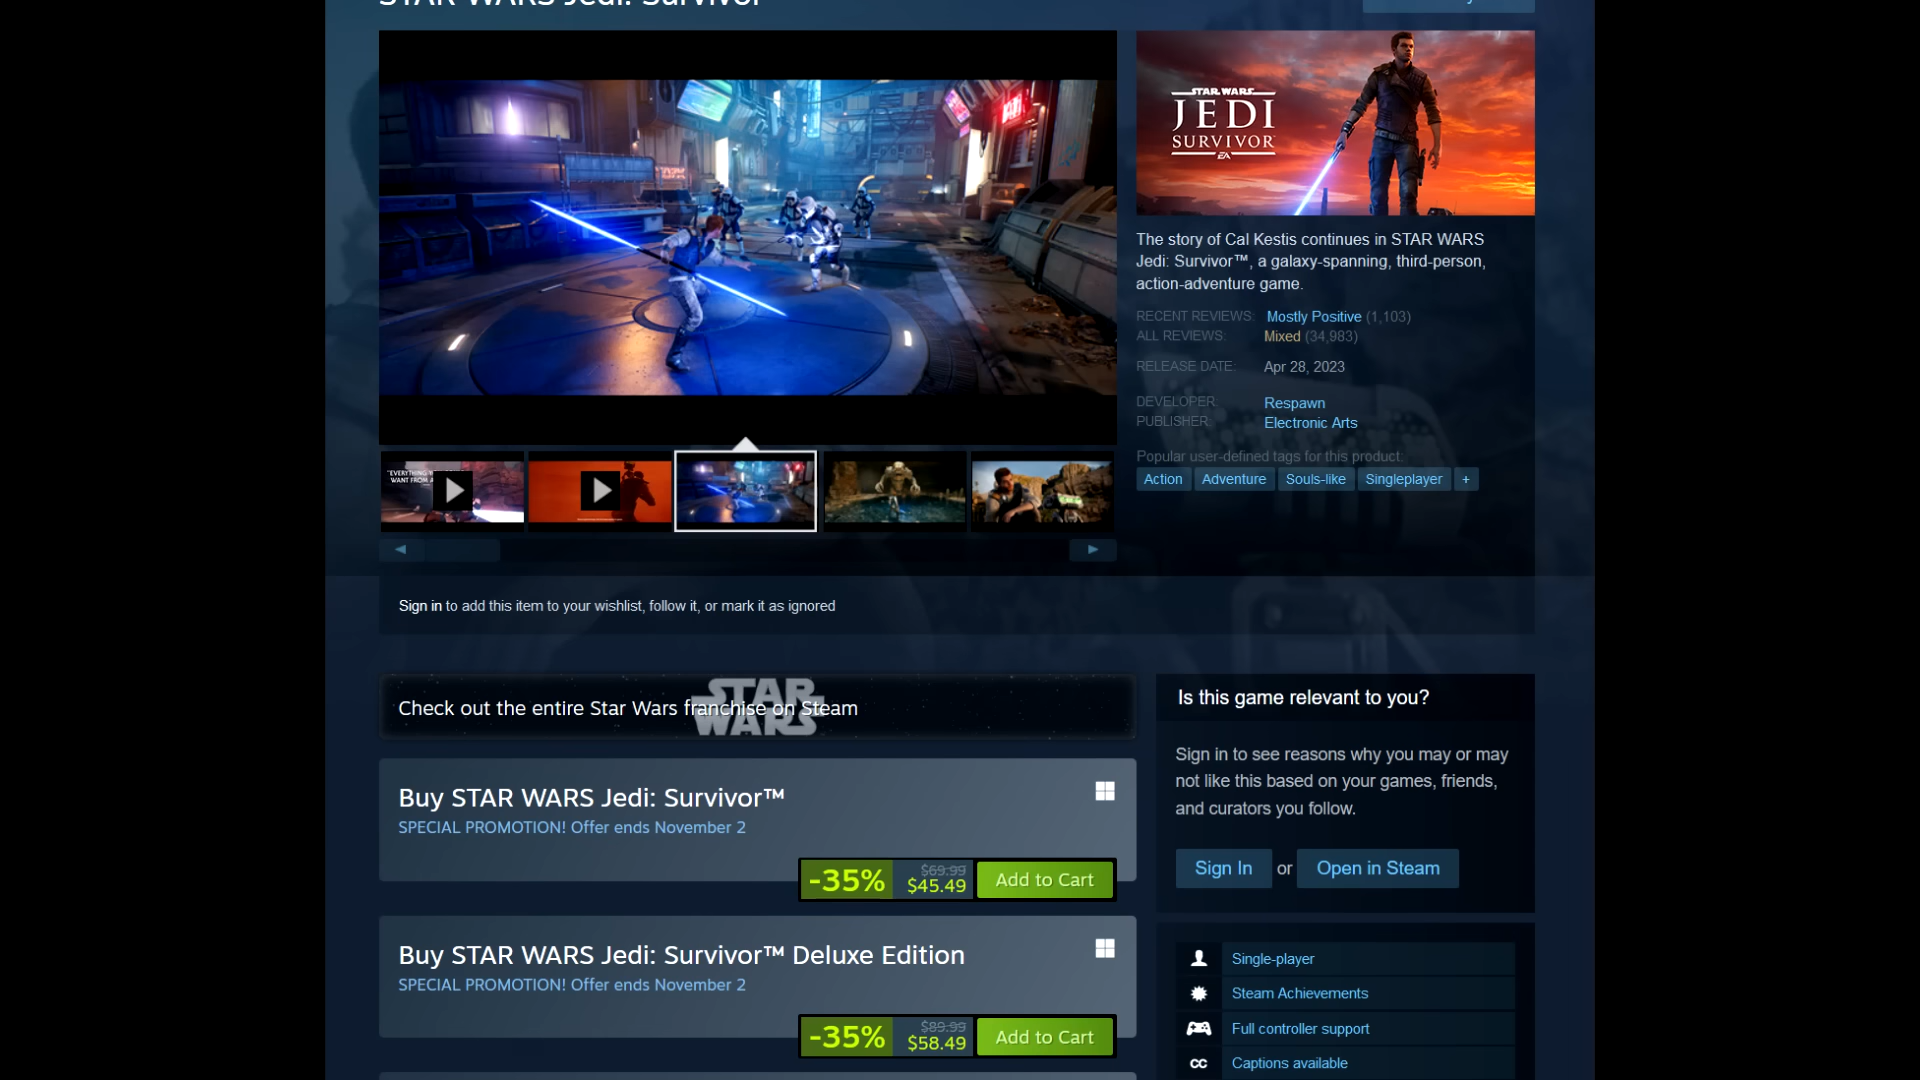 STAR WARS Jedi: Survivor
STAR WARS
JEDI
SURVIVOR
EA
The story of Cal Kestis continues in STAR WARS
Jedi: Survivor™, a galaxy-spanning, third-person,
action-adventure game.
RECENT REVIEWS: Mostly Positive (1,103)
ALL REVIEWS: Mixed (34,983)
RELEASE DATE: Apr 28, 2023
DEVELOPER: Respawn
PUBLISHER: Electronic Arts
Popular user-defined tags for this product:
Action Adventure Souls-like Singleplayer +
"EVERYTHING
WANT FROM A
Sign in to add this item to your wishlist, follow it, or mark it as ignored
STAR
WARS
Check out the entire Star Wars franchise on Steam
Buy STAR WARS Jedi: Survivor™
SPECIAL PROMOTION! Offer ends November 2
-35% $69.99 $45.49 Add to Cart
Buy STAR WARS Jedi: Survivor™ Deluxe Edition
SPECIAL PROMOTION! Offer ends November 2
-35% $89.99 $58.49 Add to Cart
Is this game relevant to you?
Sign in to see reasons why you may or may
not like this based on your games, friends,
and curators you follow.
Sign In or Open in Steam
Single-player
Steam Achievements
Full controller support
CC Captions available